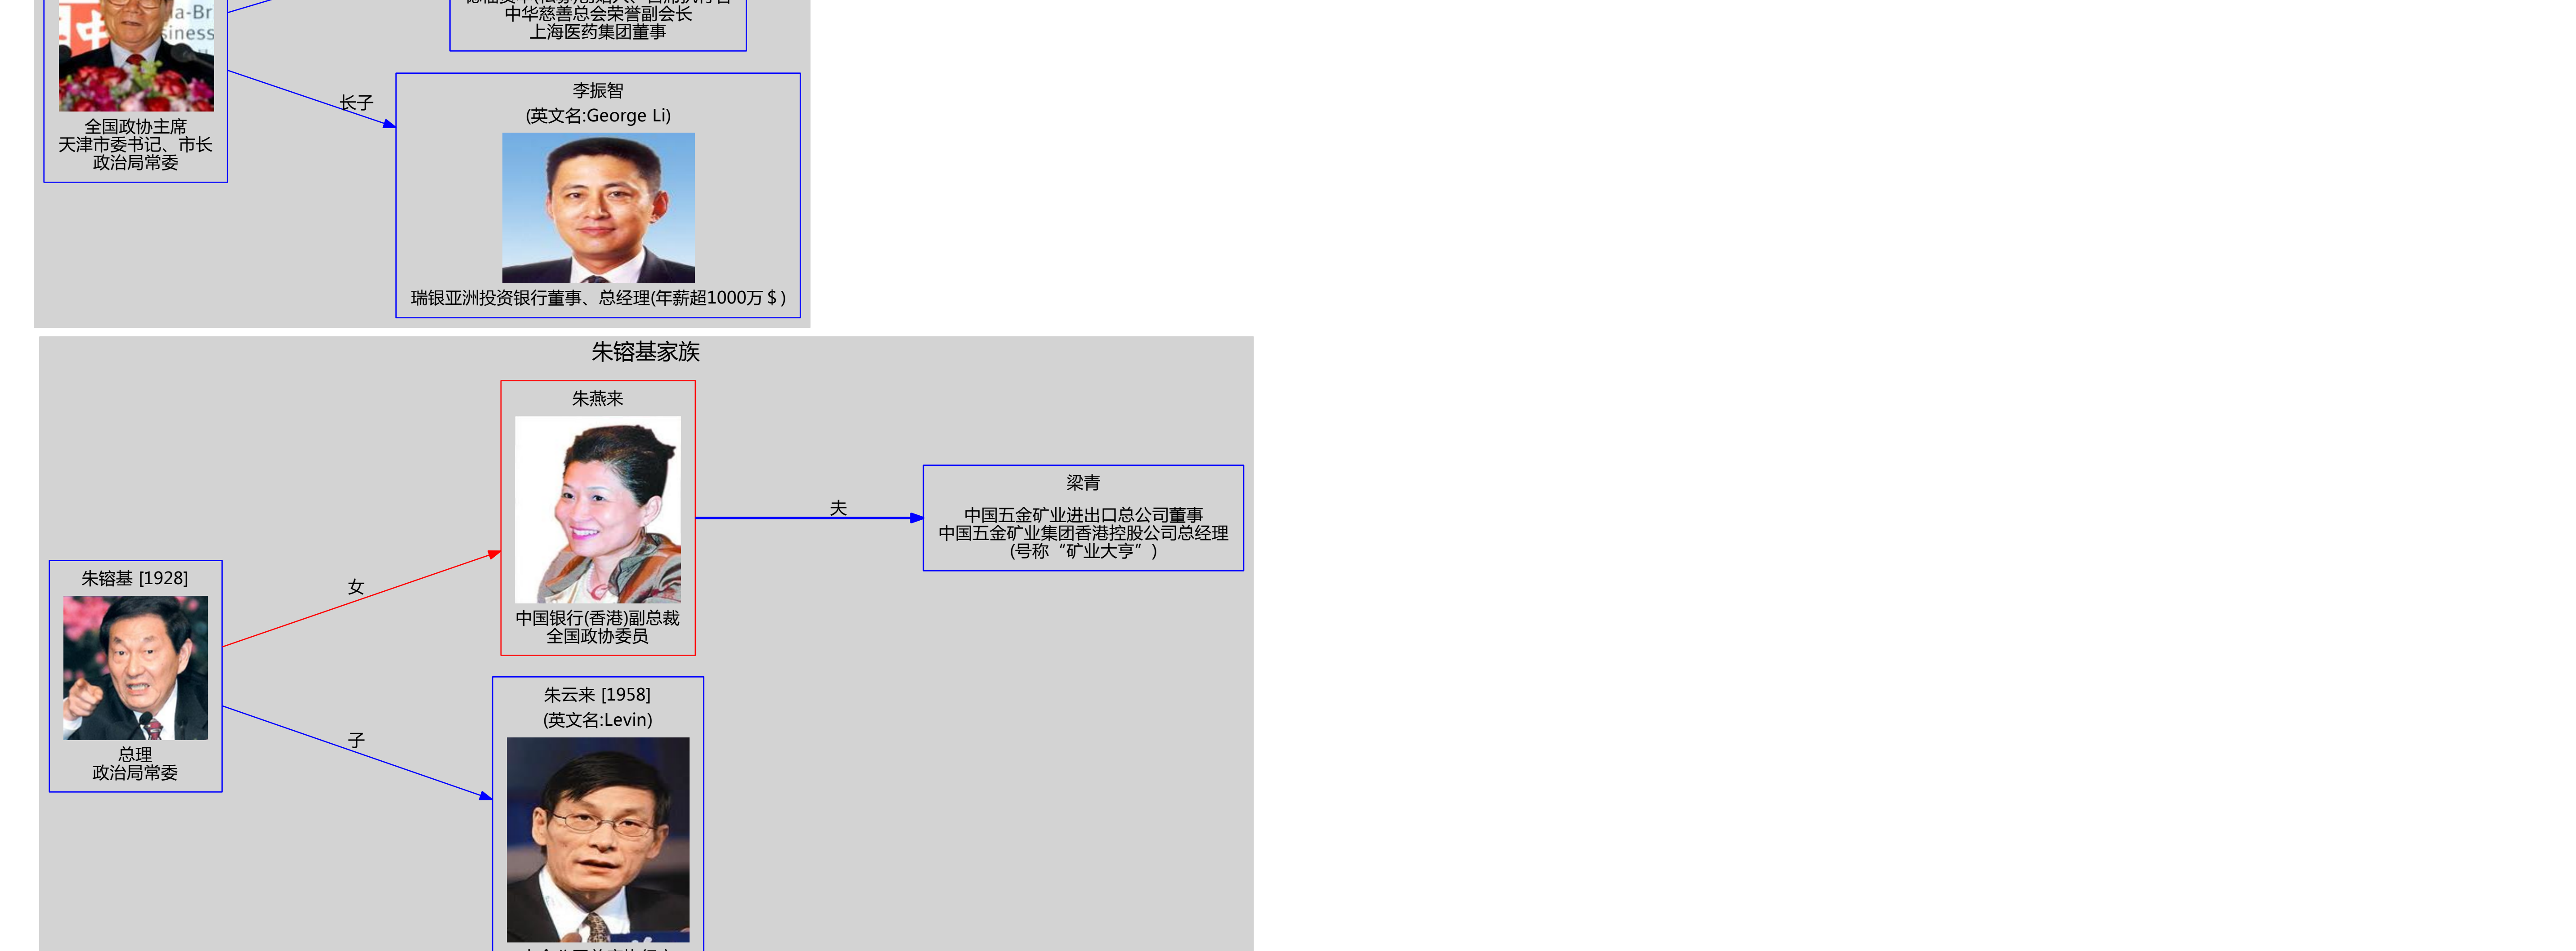 中华慈善总会荣誉副会长
上海医药集团董事
全国政协主席
天津市委书记、市长
政治局常委
长子
李振智
(英文名:George Li)
瑞银亚洲投资银行董事、总经理(年薪超1000万＄)
朱镕基家族
朱燕来
中国银行(香港)副总裁
全国政协委员
夫
梁青
中国五金矿业进出口总公司董事
中国五金矿业集团香港控股公司总经理
(号称“矿业大亨”)
女
朱镕基 [1928]
总理
政治局常委
子
朱云来 [1958]
(英文名:Levin)